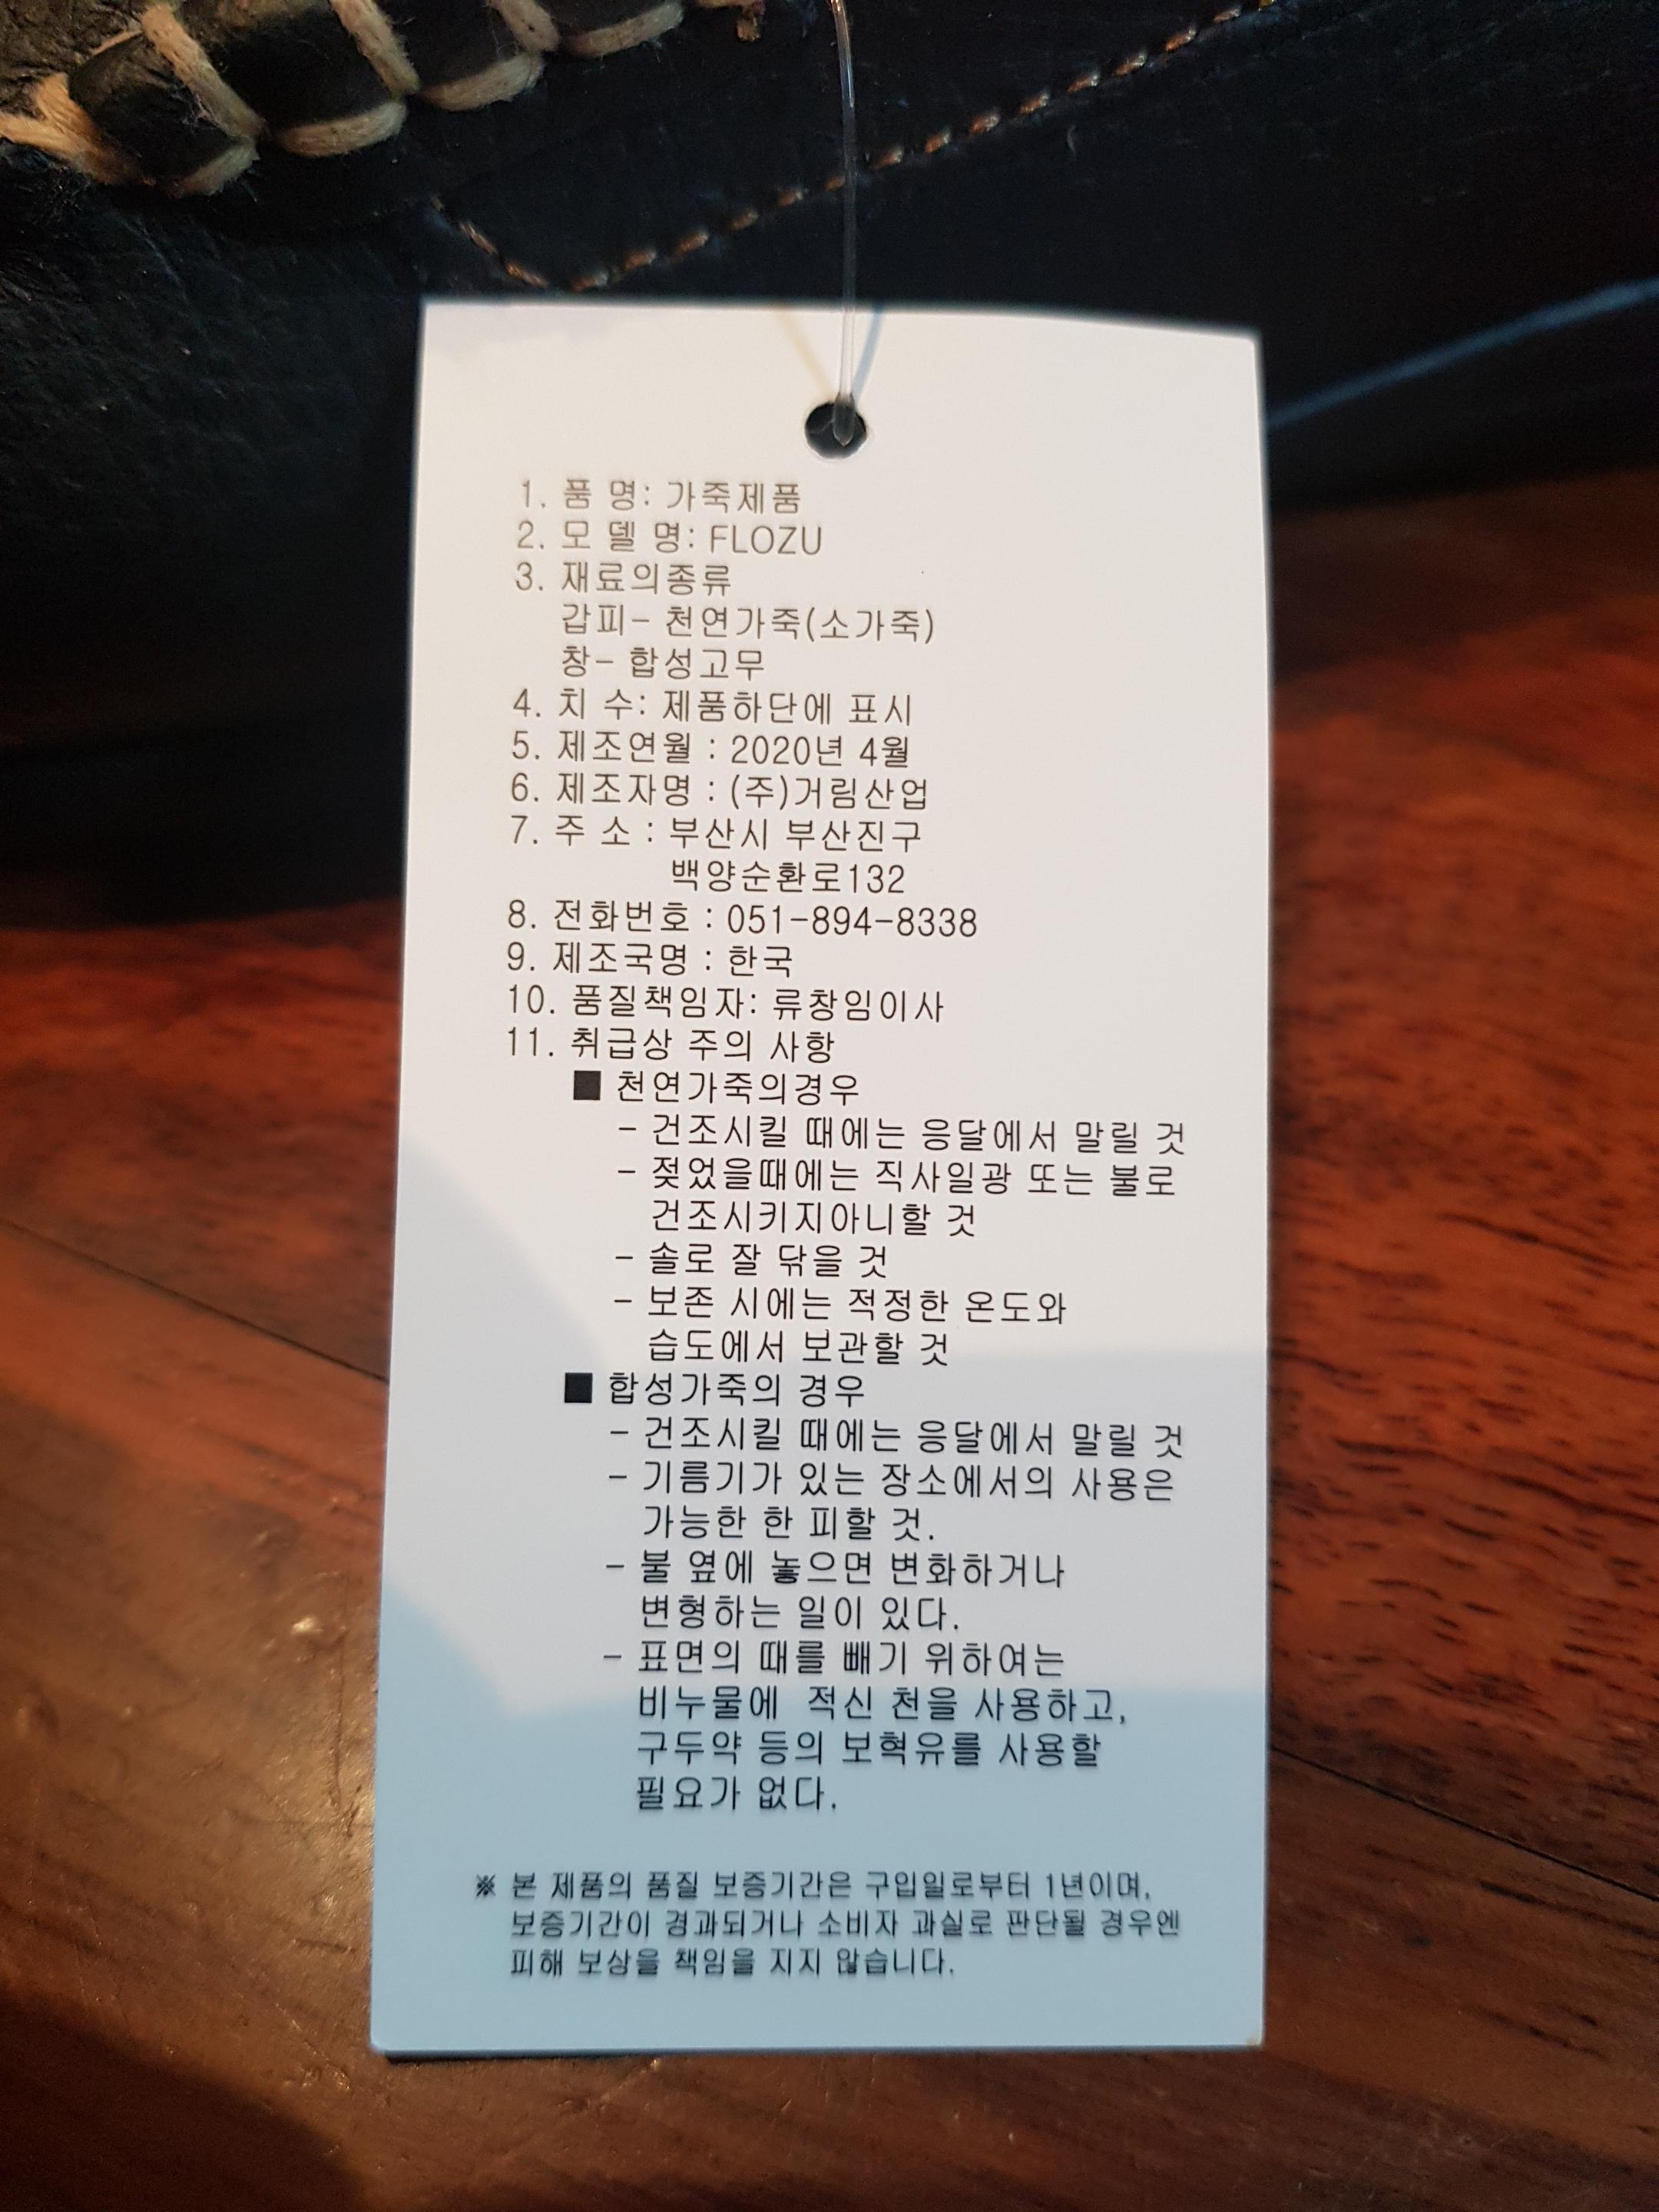 1. 품 명: 가죽제품
2. 모 델 명: FLOZU
3. 재료의종류
갑피- 천연가죽(소가죽)
창- 합성고무
4. 치 수: 제품하단에 표시
5. 제조연월 : 2020년 4월
6. 제조자명 : (주)거림산업
7. 주 소 : 부산시 부산진구
백양순환로132
8. 전화번호 : 051-894-8338
9. 제조국명 : 한국
10. 품질책임자: 류창임이사
11. 취급상 주의 사항
■ 천연가죽의경우
- 건조시킬 때에는 응달에서 말릴 것
- 젖었을때에는 직사일광 또는 불로
건조시키지아니할 것
- 솔로 잘 닦을 것
- 보존 시에는 적정한 온도와
습도에서 보관할 것
■ 합성가죽의 경우
- 건조시킬 때에는 응달에서 말릴 것
- 기름기가 있는 장소에서의 사용은
가능한 한 피할 것.
- 불 옆에 놓으면 변화하거나
변형하는 일이 있다.
- 표면의 때를 빼기 위하여는
비누물에 적신 천을 사용하고,
구두약 등의 보혁유를 사용할
필요가 없다.
※ 본 제품의 품질 보증기간은 구입일로부터 1년이며,
보증기간이 경과되거나 소비자 과실로 판단될 경우엔
피해 보상을 책임을 지지 않습니다.